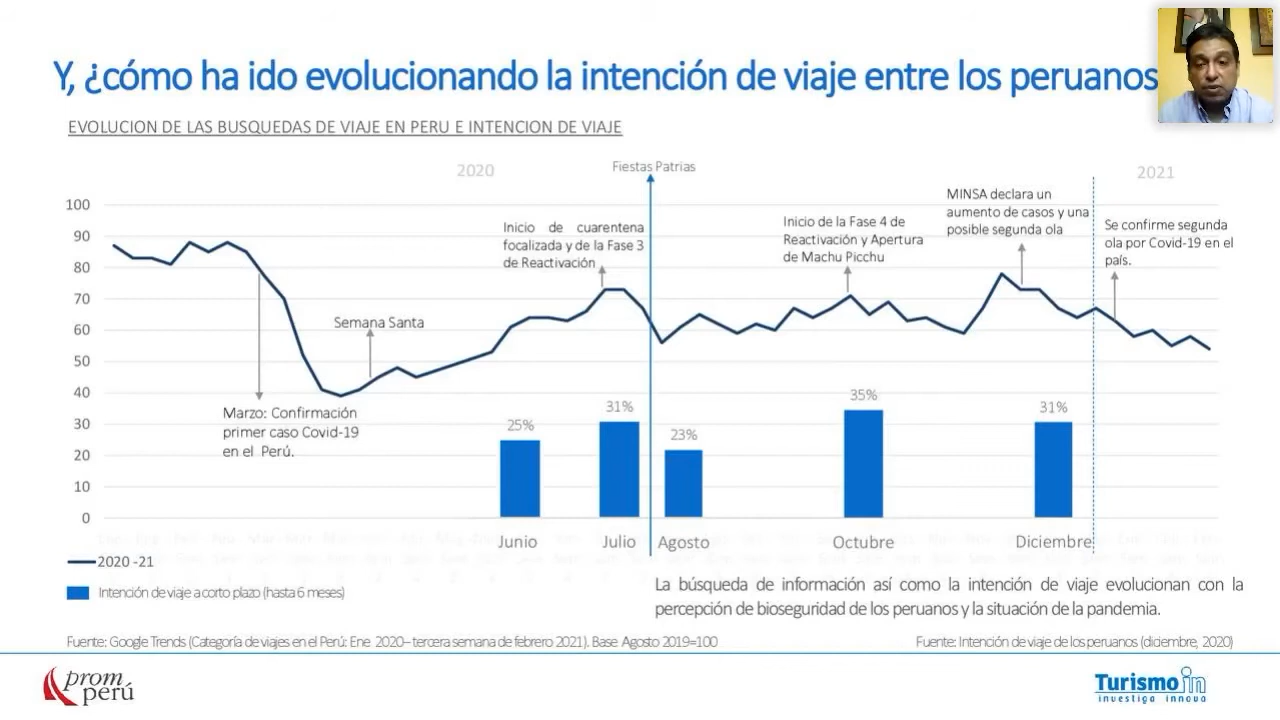 Y, ¿cómo ha ido evolucionando la intención de viaje entre los peruanos
EVOLUCION DE LAS BUSQUEDAS DE VIAJE EN PERU E INTENCION DE VIAJE
2020
Fiestas Patrias
2021
MINSA declara un
aumento de casos y una
posible segunda ola
Inicio de cuarentena
focalizada y de la Fase 3
de Reactivación
Inicio de la Fase 4 de
Reactivación y Apertura
de Machu Picchu
Se confirme segunda
ola por Covid-19 en el
país.
Semana Santa
Marzo: Confirmación
primer caso Covid-19
en el Perú.
100
90
80
70
60
50
40
30
20
10
0
25%
31%
23%
35%
31%
Junio
Julio
Agosto
Octubre
Diciembre
2020 -21
Intención de viaje a corto plazo (hasta 6 meses)
La búsqueda de información así como la intención de viaje evolucionan con la
percepción de bioseguridad de los peruanos y la situación de la pandemia.
Fuente: Google Trends (Categoría de viajes en el Perú: Ene 2020– tercera semana de febrero 2021). Base Agosto 2019=100
Fuente: Intención de viaje de los peruanos (diciembre, 2020)
prom
perú
Turismo in
investiga innova